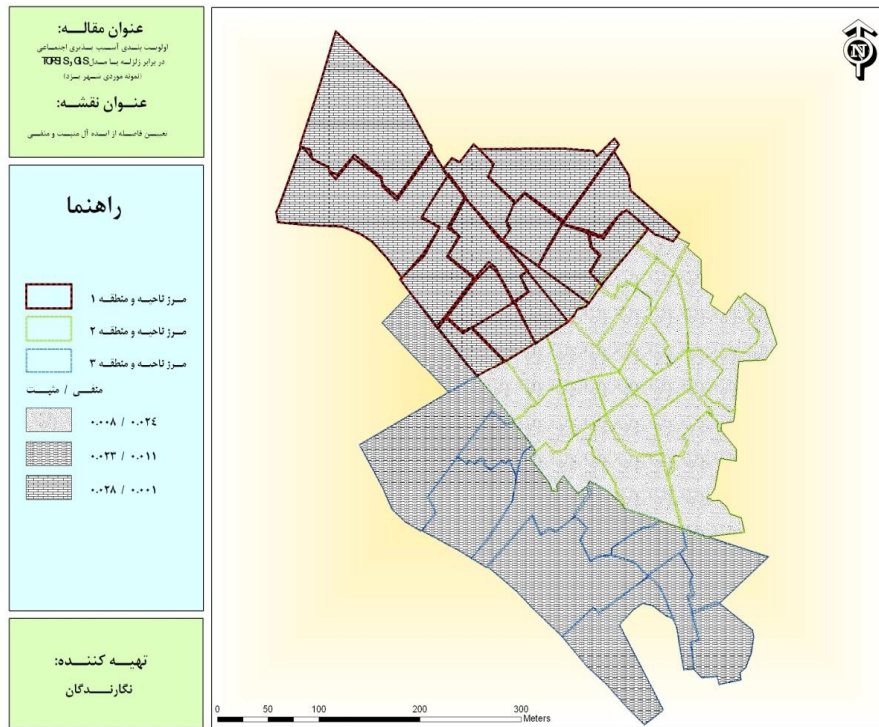 عنوان مقاله:
اولویت بندی آسیب پذیری اجتماعی
در برابر زلزله با مدل GIS و TOPSIS
(نمونه موردی شهر یزد)
عنوان نقشه:
تعیین فاصله از ایده آل مثبت و منفی
راهنما
مرز ناحیه و منطقه ۱
مرز ناحیه و منطقه ۲
مرز ناحیه و منطقه ۳
منفی / مثبت
۰.۰۰۸ / ۰.۰۲٤
۰.۰۲۳ / ۰.۰۱۱
۰.۰۲۸ / ۰.۰۰۱
تهیه کننده:
نگارندگان
N
0 50 100 200 300
Meters